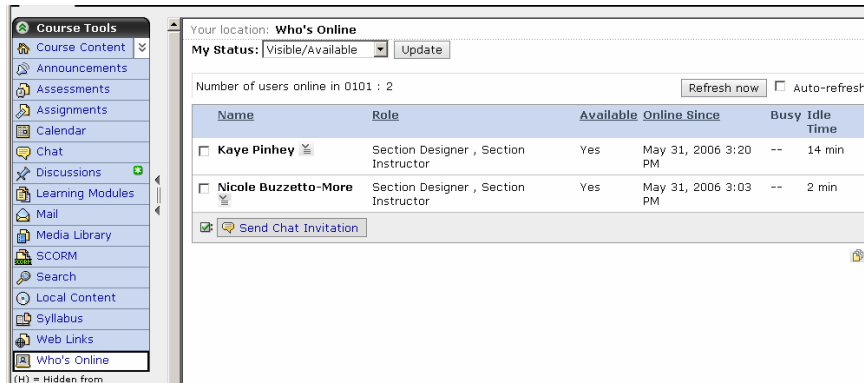 Course Tools
Course Content
Announcements
Assessments
Assignments
Calendar
Chat
Discussions
Learning Modules
Mail
Media Library
SCORM
Search
Local Content
Syllabus
Web Links
Who's Online
(H) = Hidden from
Your location: Who's Online
My Status: Visible/Available Update
Number of users online in 0101 : 2 Refresh now Auto-refresh
Name Role Available Online Since Busy Idle
Time
Kaye Pinhey Section Designer , Section Yes May 31, 2006 3:20 -- 14 min
Instructor PM
Nicole Buzzetto-More Section Designer , Section Yes May 31, 2006 3:03 -- 2 min
Instructor PM
Send Chat Invitation